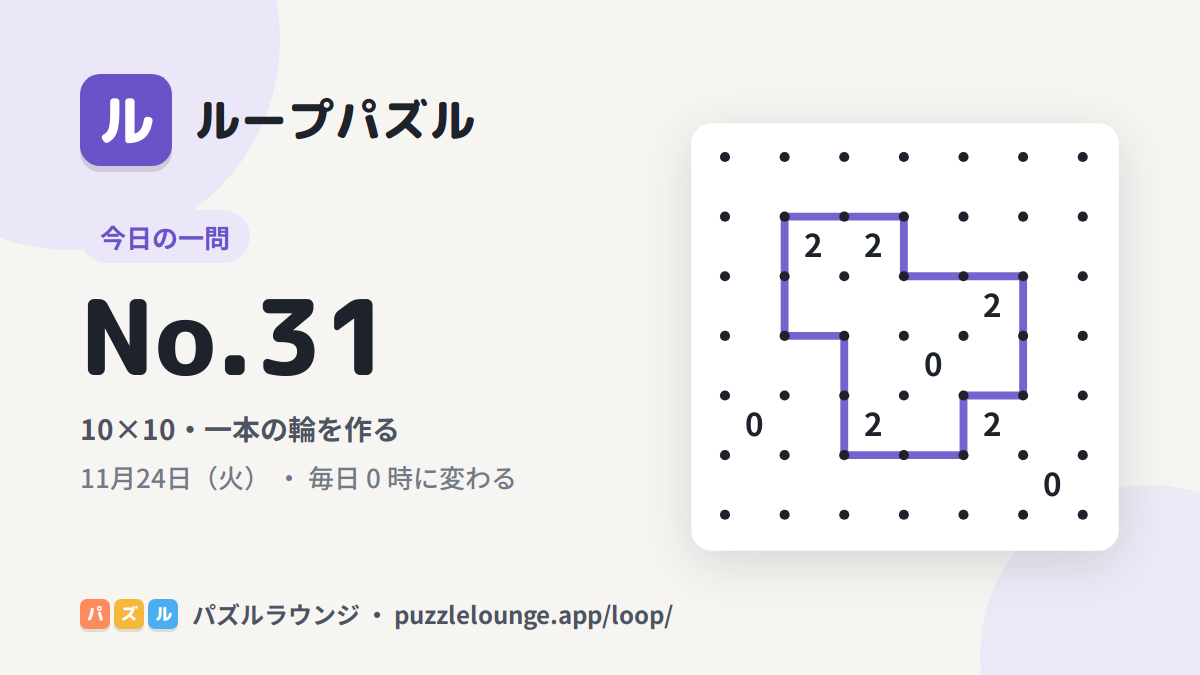 ル ループパズル
今日の一問
No.31
10×10・一本の輪を作る
11月24日（火） ・ 毎日 0 時に変わる
2 2
2
0
0 2 2
0
パズル パズルラウンジ ・ puzzlelounge.app/loop/